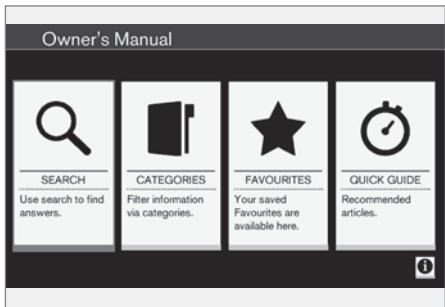 Owner's Manual
SEARCH
Use search to find
answers.
CATEGORIES
Filter information
via categories.
FAVOURITES
Your saved
Favourites are
available here.
QUICK GUIDE
Recommended
articles.